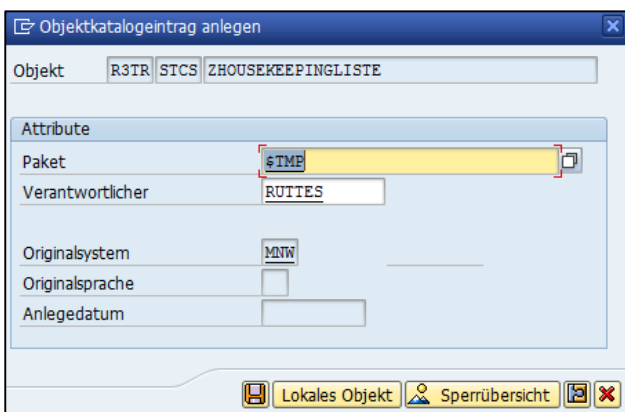 Objektkatalogeintrag anlegen
Objekt R3TR STCS ZHOUSEKEEPINGLISTE
Attribute
Paket $TMP
Verantwortlicher RUTTES
Originalsystem MNW
Originalsprache
Anlegedatum
Lokales Objekt Sperrübersicht